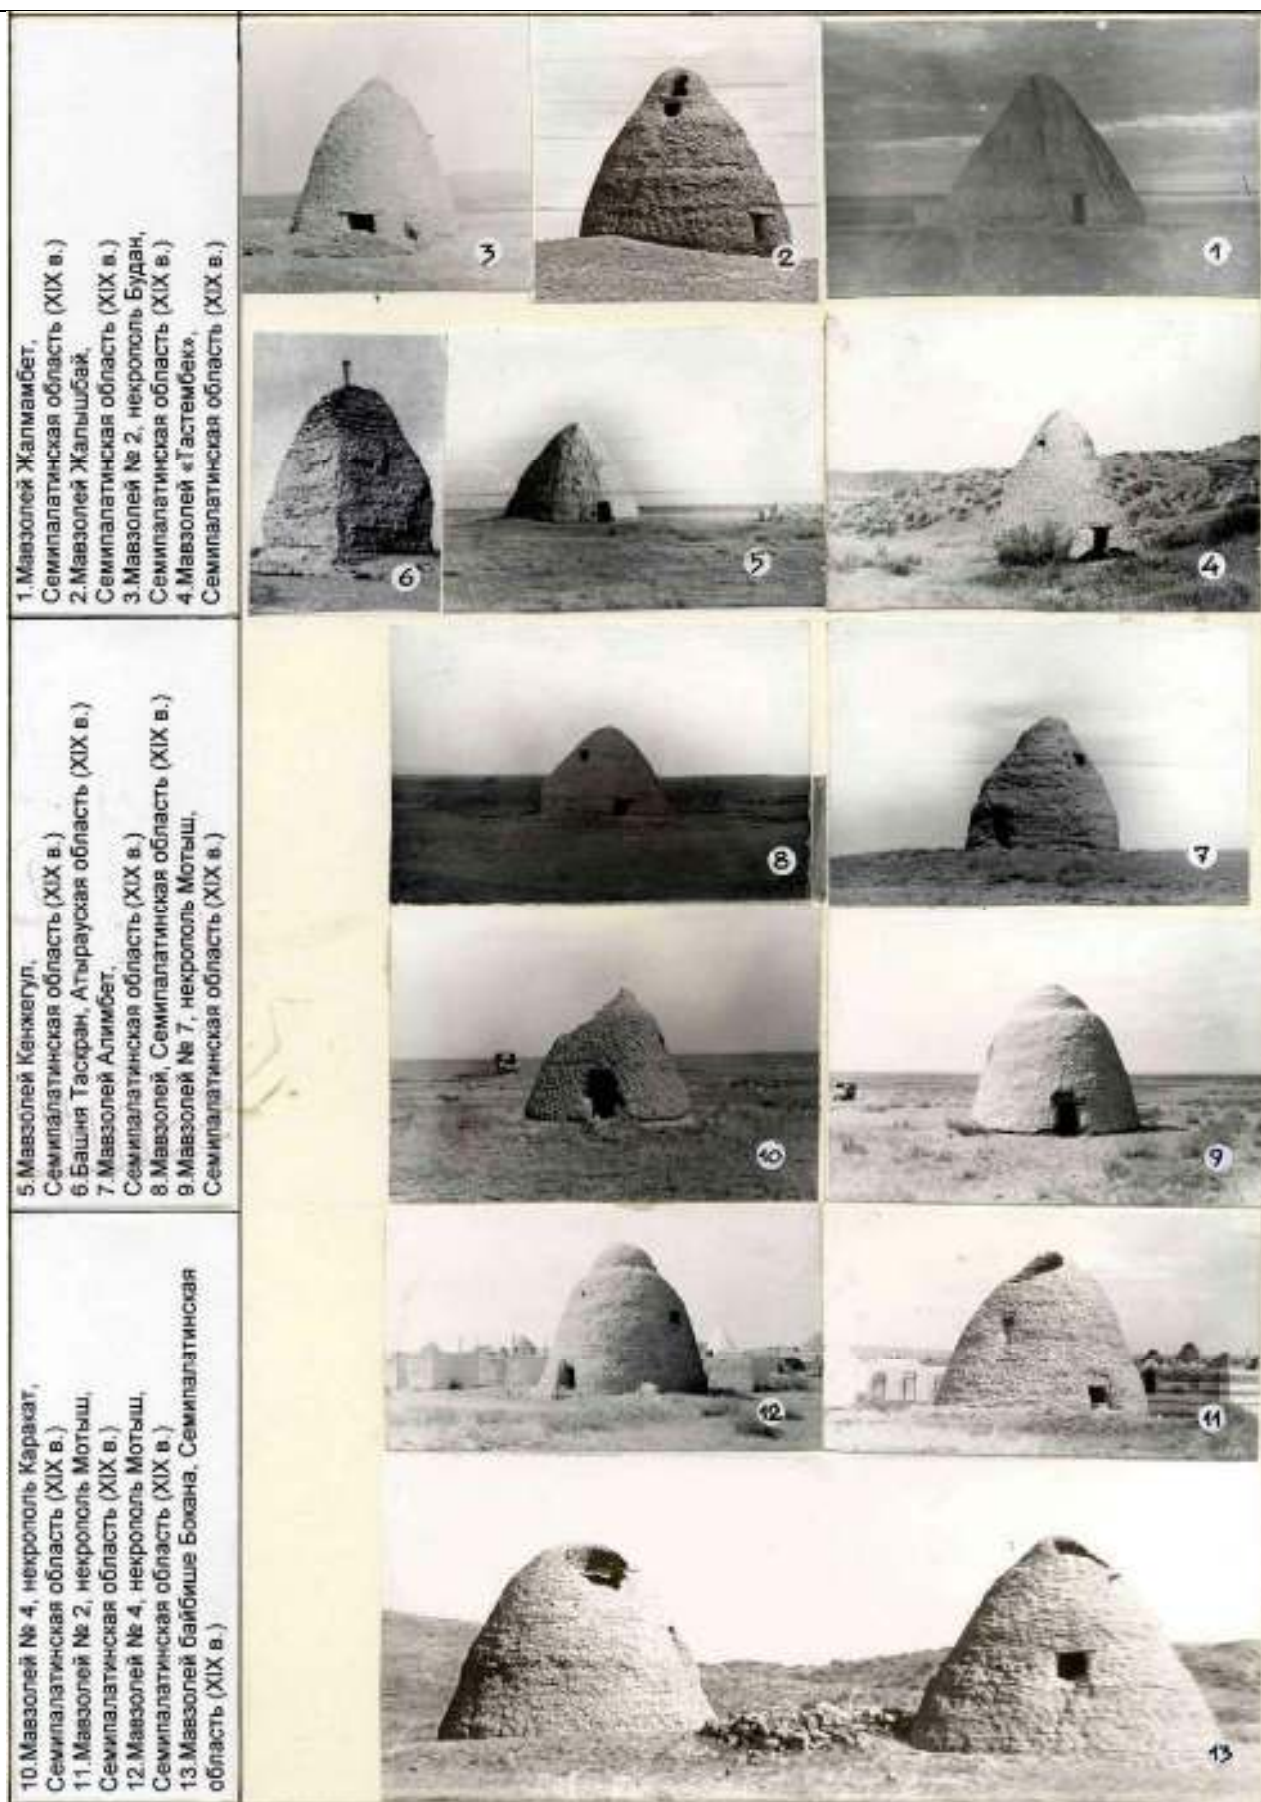 1.Мавзолей Жалмамбет,
Семипалатинская область (XIX в.)
2.Мавзолей Жалышбай,
Семипалатинская область (XIX в.)
3.Мавзолей № 2, некрополь Будан,
Семипалатинская область (XIX в.)
4.Мавзолей «Тастембек»,
Семипалатинская область (XIX в.)
5.Мавзолей Кенжегул,
Семипалатинская область (XIX в.)
6.Башня Таскран, Атырауская область (XIX в.)
7.Мавзолей Алимбет,
Семипалатинская область (XIX в.)
8.Мавзолей, Семипалатинская область (XIX в.)
9.Мавзолей № 7, некрополь Мотыш,
Семипалатинская область (XIX в.)
10.Мавзолей № 4, некрополь Каракат,
Семипалатинская область (XIX в.)
11.Мавзолей № 2, некрополь Мотыш,
Семипалатинская область (XIX в.)
12.Мавзолей № 4, некрополь Мотыш,
Семипалатинская область (XIX в.)
13.Мавзолей байбише Бокана, Семипалатинская
область (XIX в.)
3
2
1
6
5
4
8
7
10
9
12
11
13